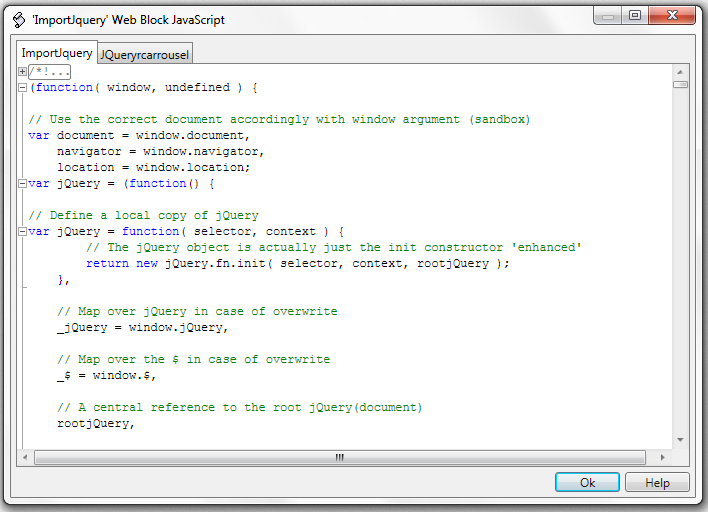 'ImportJquery' Web Block JavaScript
ImportJquery JQueryrcarrousel
/*!...
(function( window, undefined ) {
// Use the correct document accordingly with window argument (sandbox)
var document = window.document,
navigator = window.navigator,
location = window.location;
var jQuery = (function() {
// Define a local copy of jQuery
var jQuery = function( selector, context ) {
// The jQuery object is actually just the init constructor 'enhanced'
return new jQuery.fn.init( selector, context, rootjQuery );
},
// Map over jQuery in case of overwrite
_jQuery = window.jQuery,
// Map over the $ in case of overwrite
_$ = window.$,
// A central reference to the root jQuery(document)
rootjQuery,
Ok Help